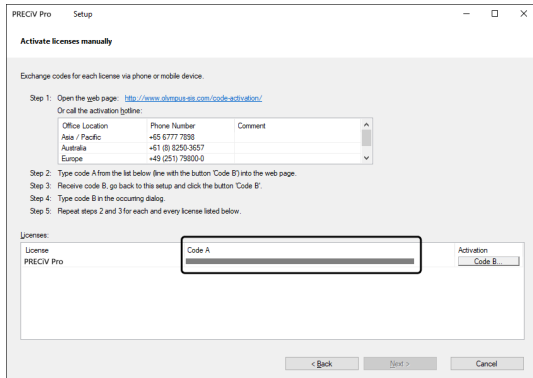 PRECiV Pro Setup
Activate licenses manually
Exchange codes for each license via phone or mobile device.
Step 1: Open the web page: http://www.olympus-sis.com/code-activation/
Or call the activation hotline:
Office Location Phone Number Comment
Asia / Pacific +65 6777 7898
Australia +61 (8) 8250-3657
Europe +49 (251) 79800-0
Step 2: Type code A from the list below (line with the button 'Code B') into the web page.
Step 3: Receive code B, go back to this setup and click the button 'Code B'.
Step 4: Type code B in the occurring dialog.
Step 5: Repeat steps 2 and 3 for each and every license listed below.
Licenses:
License Code A Activation
PRECiV Pro Code B...
< Back Next > Cancel